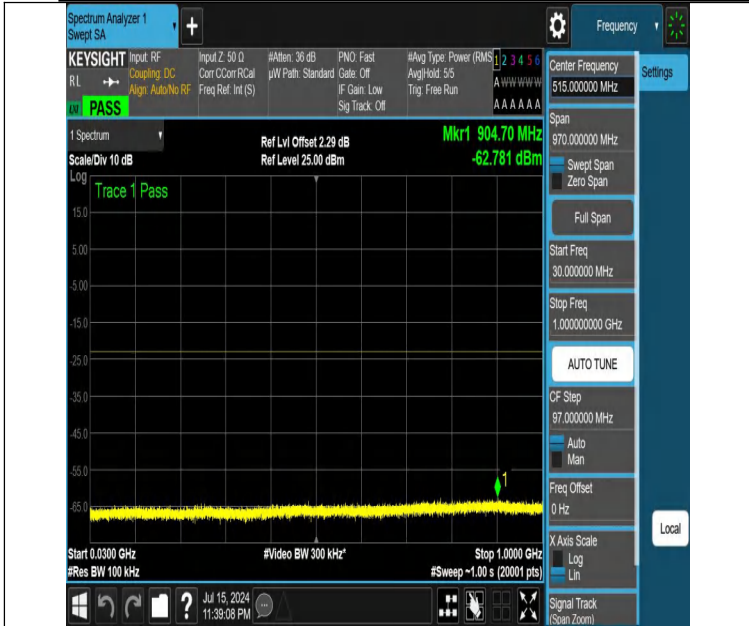 Spectrum Analyzer 1
Swept SA
+
Frequency
KEYSIGHT
RL
LXI
PASS
Input: RF
Coupling: DC
Align: Auto/No RF
Input Z: 50 Ω
Corr CCorr RCal
Freq Ref: Int (S)
#Atten: 36 dB
µW Path: Standard
PNO: Fast
Gate: Off
IF Gain: Low
Sig Track: Off
#Avg Type: Power (RMS
Avg|Hold: 5/5
Trig: Free Run
1 2 3 4 5 6
A W W W W W
A A A A A A
1 Spectrum
Scale/Div 10 dB
Ref Lvl Offset 2.29 dB
Ref Level 25.00 dBm
Mkr1 904.70 MHz
-62.781 dBm
Log
Trace 1 Pass
15.0
5.00
-5.00
-15.0
-25.0
-35.0
-45.0
-55.0
-65.0
1
Start 0.0300 GHz
#Res BW 100 kHz
#Video BW 300 kHz*
Stop 1.0000 GHz
#Sweep ~1.00 s (20001 pts)
?
Jul 15, 2024
11:39:08 PM
Center Frequency
515.000000 MHz
Span
970.000000 MHz
Swept Span
Zero Span
Full Span
Start Freq
30.000000 MHz
Stop Freq
1.000000000 GHz
AUTO TUNE
CF Step
97.000000 MHz
Auto
Man
Freq Offset
0 Hz
X Axis Scale
Log
Lin
Signal Track
(Span Zoom)
Settings
Local